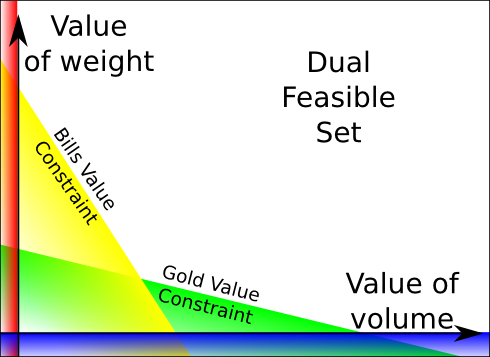 Value
of weight
Dual
Feasible
Set
Bills Value
Constraint
Gold Value
Constraint
Value of
volume